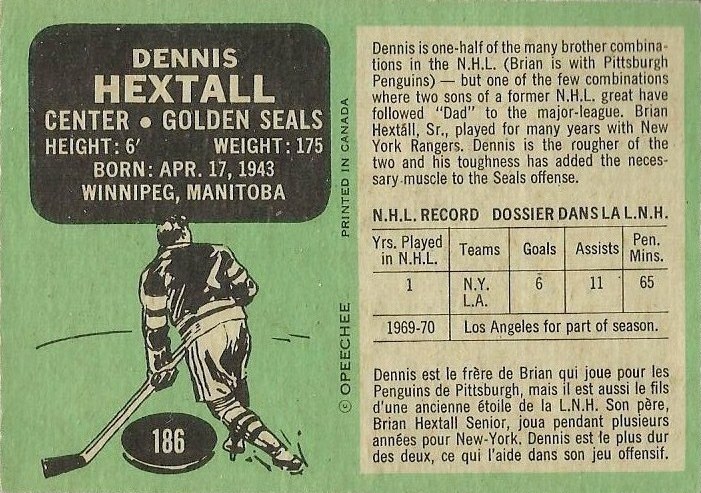 DENNIS
HEXTALL
CENTER • GOLDEN SEALS
HEIGHT: 6' WEIGHT: 175
BORN: APR. 17, 1943
WINNIPEG, MANITOBA
186
PRINTED IN CANADA
© OPEECHEE
Dennis is one-half of the many brother combina-
tions in the N.H.L. (Brian is with Pittsburgh
Penguins) — but one of the few combinations
where two sons of a former N.H.L. great have
followed "Dad" to the major-league. Brian
Hextall, Sr., played for many years with New
York Rangers. Dennis is the rougher of the
two and his toughness has added the neces-
sary muscle to the Seals offense.
N.H.L. RECORD DOSSIER DANS LA L.N.H.
Yrs. Played Teams Goals Assists Pen.
in N.H.L. Mins.
1 N.Y. 6 11 65
L.A.
1969-70 Los Angeles for part of season.
Dennis est le frère de Brian qui joue pour les
Penguins de Pittsburgh, mais il est aussi le fils
d'une ancienne étoile de la L.N.H. Son père,
Brian Hextall Senior, joua pendant plusieurs
années pour New-York. Dennis est le plus dur
des deux, ce qui l'aide dans son jeu offensif.